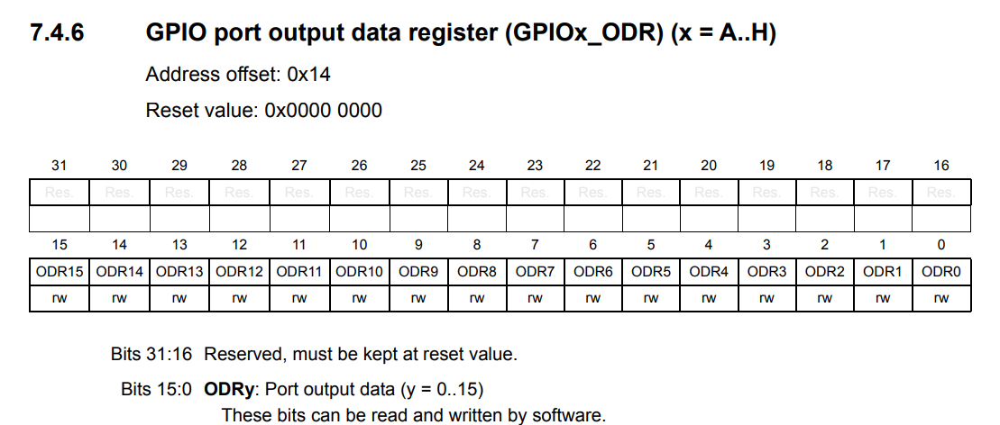 7.4.6 GPIO port output data register (GPIOx_ODR) (x = A..H)
Address offset: 0x14
Reset value: 0x0000 0000
31 30 29 28 27 26 25 24 23 22 21 20 19 18 17 16
Res. Res. Res. Res. Res. Res. Res. Res. Res. Res. Res. Res. Res. Res. Res. Res.
15 14 13 12 11 10 9 8 7 6 5 4 3 2 1 0
ODR15 ODR14 ODR13 ODR12 ODR11 ODR10 ODR9 ODR8 ODR7 ODR6 ODR5 ODR4 ODR3 ODR2 ODR1 ODR0
rw rw rw rw rw rw rw rw rw rw rw rw rw rw rw rw
Bits 31:16 Reserved, must be kept at reset value.
Bits 15:0 ODRy: Port output data (y = 0..15)
These bits can be read and written by software.